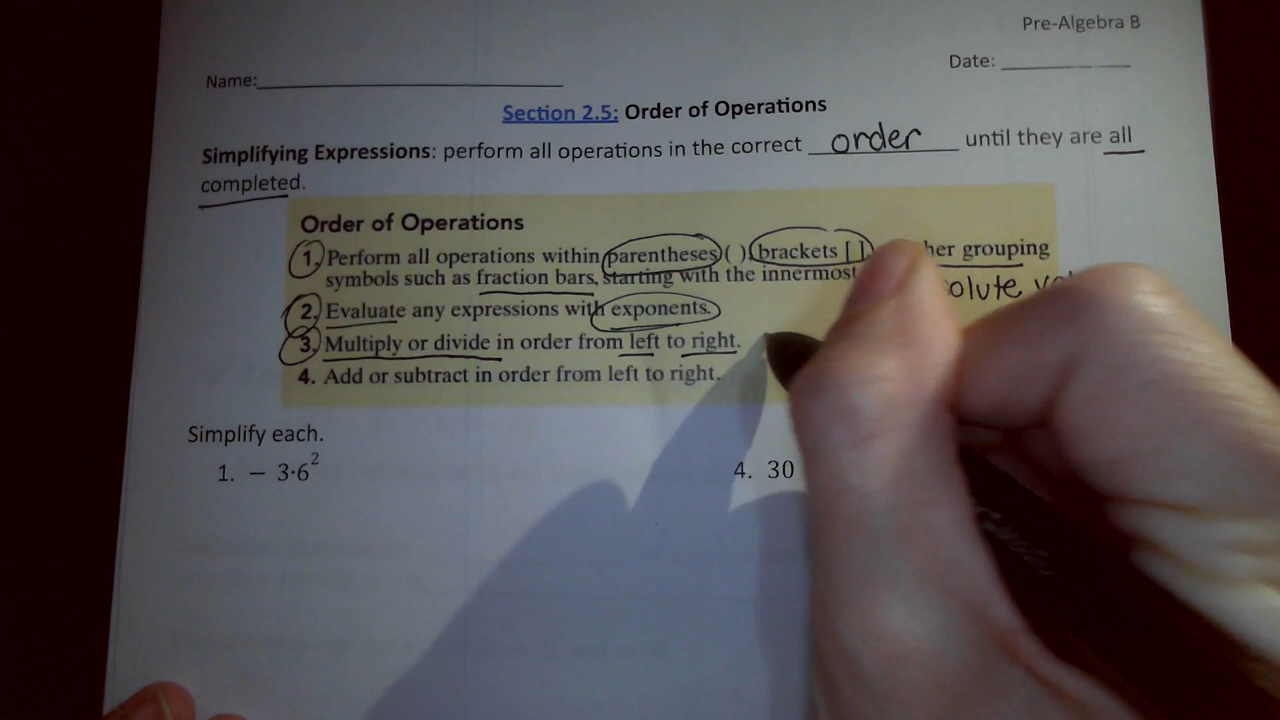 Pre-Algebra B
Name:
Date:
Section 2.5: Order of Operations
Simplifying Expressions: perform all operations in the correct order until they are all
completed.
Order of Operations
1. Perform all operations within parentheses ( ), brackets [ ], grouping
symbols such as fraction bars, starting with the innermost
2. Evaluate any expressions with exponents.
3. Multiply or divide in order from left to right.
4. Add or subtract in order from left to right.
Simplify each.
1. − 3·6²
4. 30